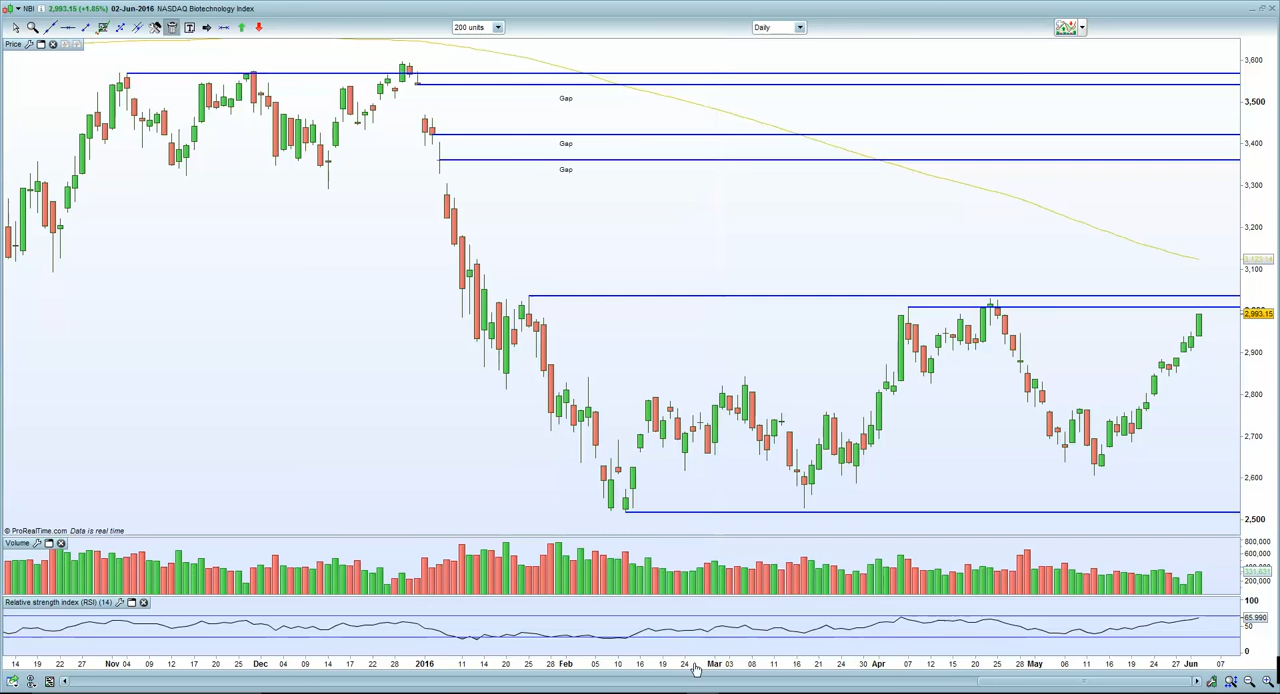 NBI 2,993.15 (+1.85%) 02-Jun-2016 NASDAQ Biotechnology Index
200 units Daily
Price
3,600
3,500
3,400
3,300
3,200
3,100
2,993.15
2,900
2,800
2,700
2,600
2,500
Gap
Gap
Gap
© ProRealTime.com Data is real time
Volume
800,000
600,000
200,000
Relative strength index (RSI) (14)
100
65.990
50
0
14 19 22 27 Nov 04 12 17 20 25 Dec 04 09 14 17 22 28 2016 11 14 20 25 Feb 05 10 16 19 24 Mar 03 08 11 16 21 24 30 Apr 07 12 15 20 25 28 May 06 11 16 19 24 27 Jun 07